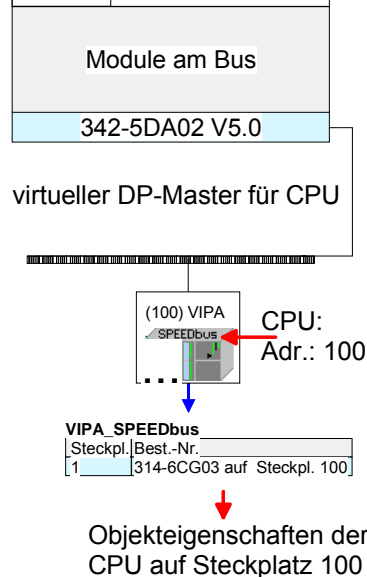 Module am Bus
342-5DA02 V5.0
virtueller DP-Master für CPU
(100) VIPA
SPEEDbus
CPU:
Adr.: 100
...
VIPA_SPEEDbus
Steckpl. Best.-Nr.
1 314-6CG03 auf Steckpl. 100
Objekteigenschaften der
CPU auf Steckplatz 100